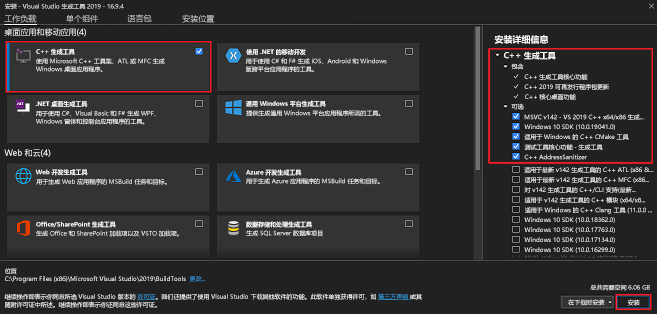 安装 - Visual Studio 生成工具 2019 - 16.9.4
工作负载 单个组件 语言包 安装位置
桌面应用和移动应用(4)
C++ 生成工具
使用 Microsoft C++ 工具集、ATL 或 MFC 生成
Windows 桌面应用程序。
使用 .NET 的移动开发
用于使用 C# 和 F# 生成 iOS、Android 和 Windows
版跨平台应用程序的工具。
.NET 桌面生成工具
用于使用 C#、Visual Basic 和 F# 生成 WPF、
Windows 窗体和控制台应用程序的工具。
通用 Windows 平台生成工具
提供生成通用 Windows 平台应用程序所需的工具。
Web 和云(4)
Web 开发生成工具
用于生成 Web 应用程序的 MSBuild 任务和目标。
Azure 开发生成工具
用于生成 Azure 应用程序的 MSBuild 任务和目标。
Office/SharePoint 生成工具
生成 Office 和 SharePoint 加载项以及 VSTO 加载项。
数据存储和处理生成工具
生成 SQL Server 数据库项目
安装详细信息
C++ 生成工具
包含
C++ 生成工具核心功能
C++ 2019 可再发行程序包更新
C++ 核心桌面功能
可选
MSVC v142 - VS 2019 C++ x64/x86 生成...
Windows 10 SDK (10.0.19041.0)
适用于 Windows 的 C++ CMake 工具
测试工具核心功能 - 生成工具
C++ AddressSanitizer
适用于最新 v142 生成工具的 C++ ATL (x86 &...
适用于最新 v142 生成工具的 C++ MFC (x86...
对 v142 生成工具的 C++/CLI 支持(最新...
适用于 v142 生成工具的 C++ 模块 (x64/x8...
适用于 Windows 的 C++ Clang 工具 (11.0.0 ...
Windows 10 SDK (10.0.18362.0)
Windows 10 SDK (10.0.17763.0)
Windows 10 SDK (10.0.17134.0)
Windows 10 SDK (10.0.16299.0)
位置
C:\Program Files (x86)\Microsoft Visual Studio\2019\BuildTools 更改...
总共需要空间 6.06 GB
继续操作即表示你同意所选 Visual Studio 版本的 许可证。我们还提供了使用 Visual Studio 下载其他软件的功能。此软件单独获得许可，如 第三方声明 或其
随附许可证中所述。继续操作即表示你还同意这些许可证。
在下载时安装 安装